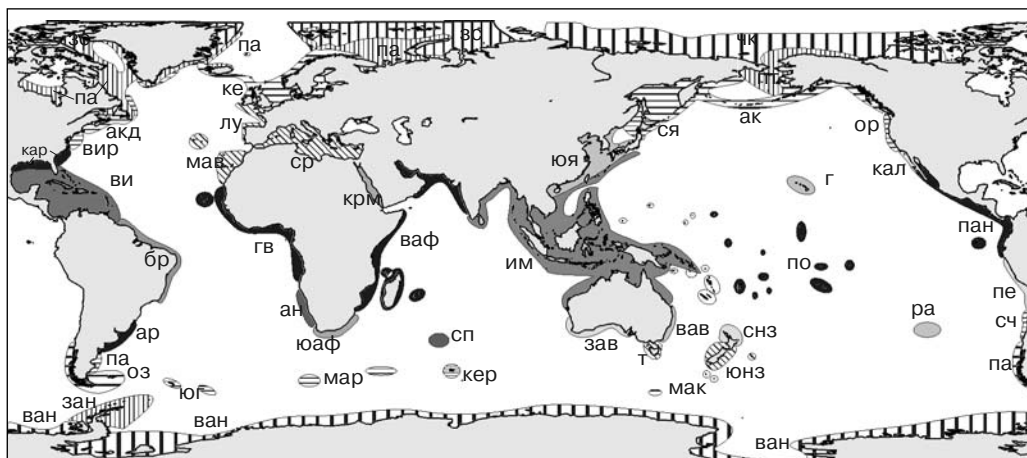 зб па па зс чк
па ке
акд лу ся ак ор
кар вир мав ср юя кал
ви крм г
гв ваф пан
бр им по
ан пе
ар юаф сп зав вав снз ра сч
па т
оз мар кер юнз па
зан юг мак
ван ван ван